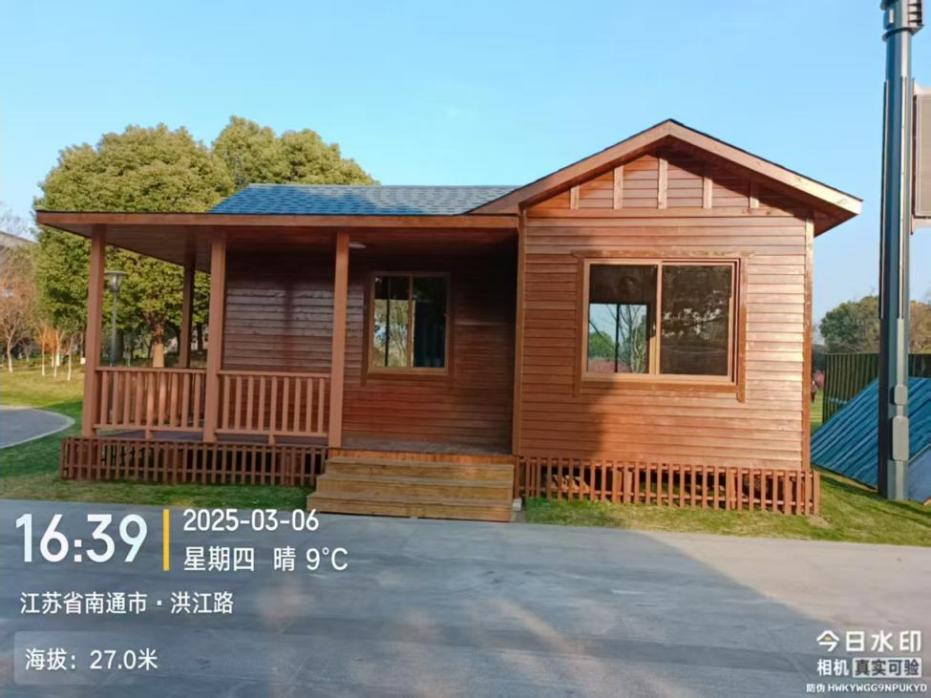 16:39
2025-03-06
星期四 晴 9℃
江苏省南通市·洪江路
海拔：27.0米
今日水印
相机 真实可验
防伪 HWKYWGG9NPUKYD